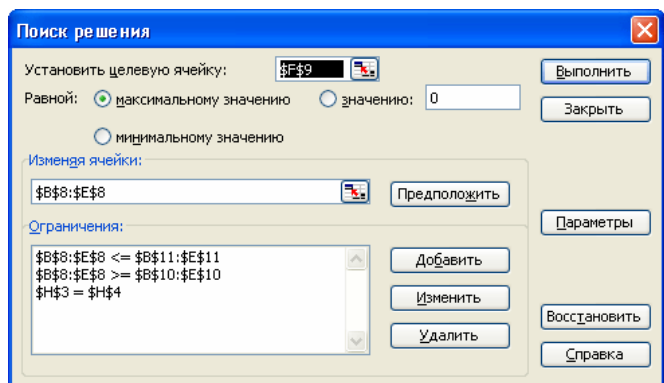 Поиск решения
Установить целевую ячейку: $F$9
Выполнить
Равной: максимальному значению значению: 0
Закрыть
минимальному значению
Изменяя ячейки:
$B$8:$E$8
Предположить
Параметры
Ограничения:
$B$8:$E$8 <= $B$11:$E$11
$B$8:$E$8 >= $B$10:$E$10
$H$3 = $H$4
Добавить
Изменить
Удалить
Восстановить
Справка